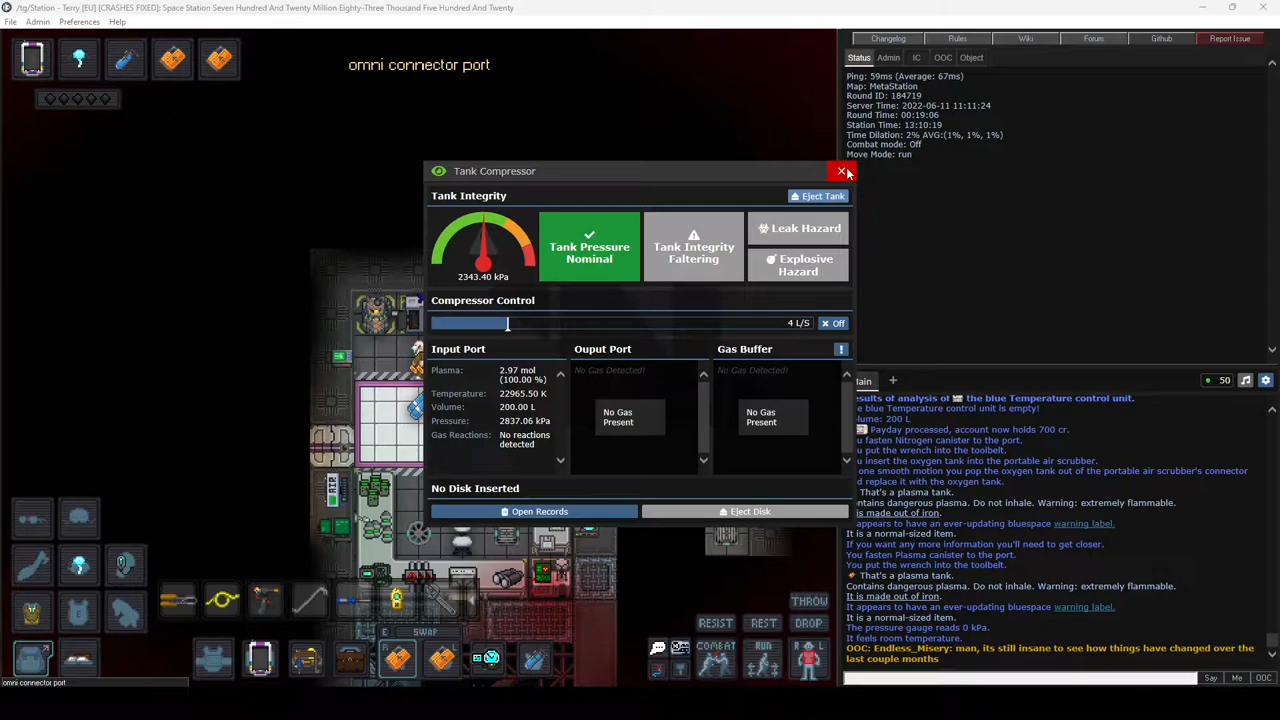 /tg/Station - Terry [EU] [CRASHES FIXED]: Space Station Seven Hundred And Twenty Million Eighty-Three Thousand Five Hundred And Twenty
File Admin Preferences Help
omni connector port
Changelog Rules Wiki Forum Github Report Issue
Status Admin IC OOC Object
Ping: 59ms (Average: 67ms)
Map: MetaStation
Round ID: 184719
Server Time: 2022-06-11 11:11:24
Round Time: 00:19:06
Station Time: 13:10:19
Time Dilation: 2% AVG:(1%, 1%, 1%)
Combat mode: Off
Move Mode: run
Tank Compressor
Tank Integrity
Eject Tank
2343.40 kPa
Tank Pressure Nominal
Tank Integrity Faltering
Leak Hazard
Explosive Hazard
Compressor Control
4 L/S
Off
Input Port
Plasma: 2.97 mol (100.00 %)
Temperature: 22965.50 K
Volume: 200.00 L
Pressure: 2837.06 kPa
Gas Reactions: No reactions detected
Ouput Port
No Gas Detected!
No Gas Present
Gas Buffer
!
No Gas Detected!
No Gas Present
No Disk Inserted
Open Records
Eject Disk
ain
+
50
esults of analysis of the blue Temperature control unit.
e blue Temperature control unit is empty!
olume: 200 L
Payday processed, account now holds 700 cr.
u fasten Nitrogen canister to the port.
u put the wrench into the toolbelt.
u insert the oxygen tank into the portable air scrubber.
one smooth motion you pop the oxygen tank out of the portable air scrubber's connector
nd replace it with the oxygen tank.
That's a plasma tank.
ontains dangerous plasma. Do not inhale. Warning: extremely flammable.
is made out of iron.
appears to have an ever-updating bluespace warning label.
It is a normal-sized item.
If you want any more information you'll need to get closer.
You fasten Plasma canister to the port.
You put the wrench into the toolbelt.
That's a plasma tank.
Contains dangerous plasma. Do not inhale. Warning: extremely flammable.
It is made out of iron.
It appears to have an ever-updating bluespace warning label.
It is a normal-sized item.
The pressure gauge reads 0 kPa.
It feels room temperature.
OOC: Endless_Misery: man, its still insane to see how things have changed over the
last couple months
THROW
RESIST REST DROP
E SWAP
R L
COMBAT RUN R L
omni connector port
Say Me OOC